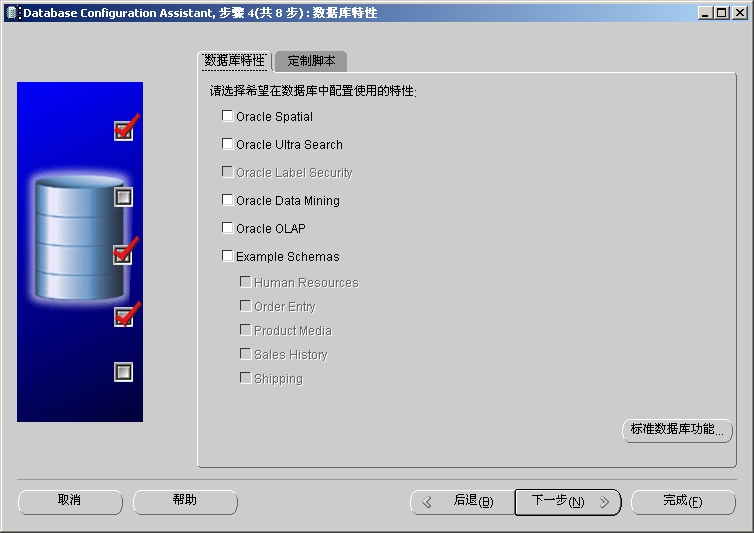 Database Configuration Assistant, 步骤 4(共 8 步) : 数据库特性
数据库特性 定制脚本
请选择希望在数据库中配置使用的特性:
Oracle Spatial
Oracle Ultra Search
Oracle Label Security
Oracle Data Mining
Oracle OLAP
Example Schemas
Human Resources
Order Entry
Product Media
Sales History
Shipping
标准数据库功能...
取消 帮助 后退(B) 下一步(N) 完成(F)